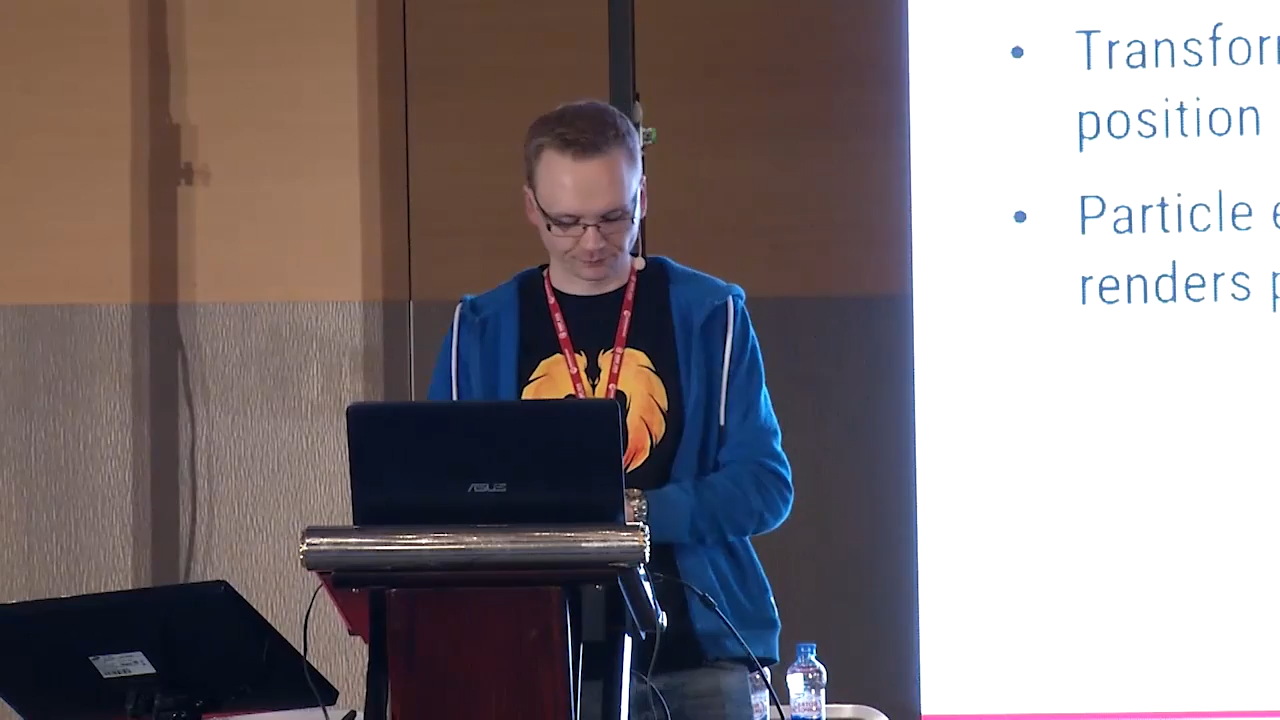 Transfor
position
Particle e
renders p
ASUS